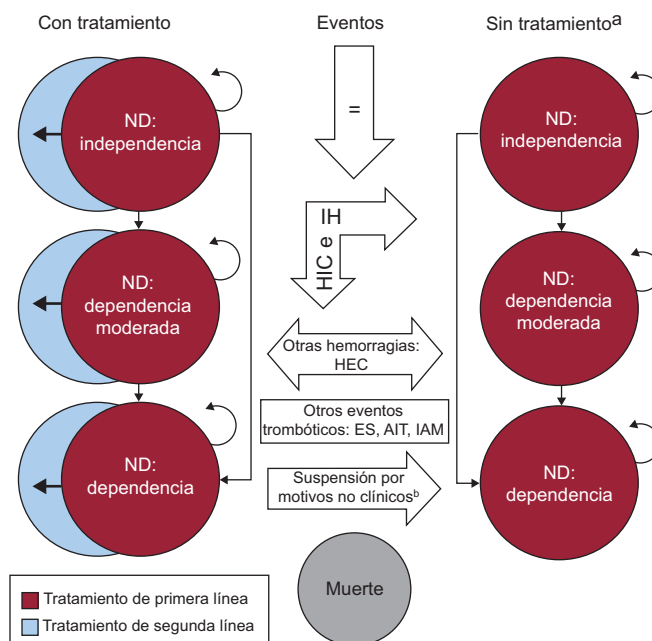 Con tratamiento
Eventos
Sin tratamientoᵃ
ND:
independencia
ND:
dependencia
moderada
ND:
dependencia
=
IH
HIC e
Otras hemorragias:
HEC
Otros eventos
trombóticos: ES, AIT, IAM
Suspensión por
motivos no clínicosᵇ
Muerte
ND:
independencia
ND:
dependencia
moderada
ND:
dependencia
Tratamiento de primera línea
Tratamiento de segunda línea